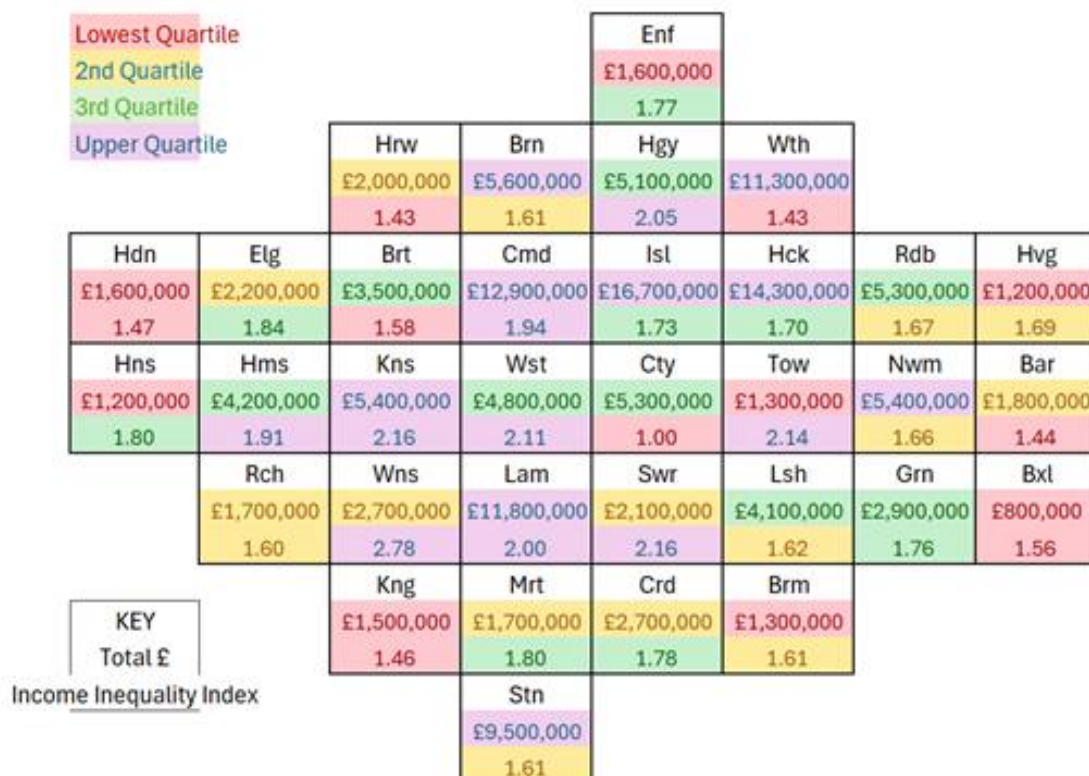 Lowest Quartile
2nd Quartile
3rd Quartile
Upper Quartile
Enf
£1,600,000
1.77
Hrw Brn Hgy Wth
£2,000,000 £5,600,000 £5,100,000 £11,300,000
1.43 1.61 2.05 1.43
Hdn Elg Brt Cmd Isl Hck Rdb Hvg
£1,600,000 £2,200,000 £3,500,000 £12,900,000 £16,700,000 £14,300,000 £5,300,000 £1,200,000
1.47 1.84 1.58 1.94 1.73 1.70 1.67 1.69
Hns Hms Kns Wst Cty Tow Nwm Bar
£1,200,000 £4,200,000 £5,400,000 £4,800,000 £5,300,000 £1,300,000 £5,400,000 £1,800,000
1.80 1.91 2.16 2.11 1.00 2.14 1.66 1.44
Rch Wns Lam Swr Lsh Grn Bxl
£1,700,000 £2,700,000 £11,800,000 £2,100,000 £4,100,000 £2,900,000 £800,000
1.60 2.78 2.00 2.16 1.62 1.76 1.56
Kng Mrt Crd Brm
£1,500,000 £1,700,000 £2,700,000 £1,300,000
1.46 1.80 1.78 1.61
KEY
Total £
Income Inequality Index
Stn
£9,500,000
1.61